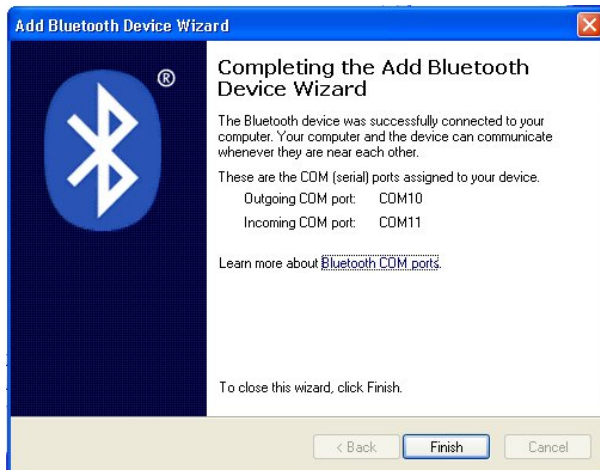 Add Bluetooth Device Wizard
®
Completing the Add Bluetooth
Device Wizard
The Bluetooth device was successfully connected to your
computer. Your computer and the device can communicate
whenever they are near each other.
These are the COM (serial) ports assigned to your device.
Outgoing COM port: COM10
Incoming COM port: COM11
Learn more about Bluetooth COM ports.
To close this wizard, click Finish.
< Back Finish Cancel